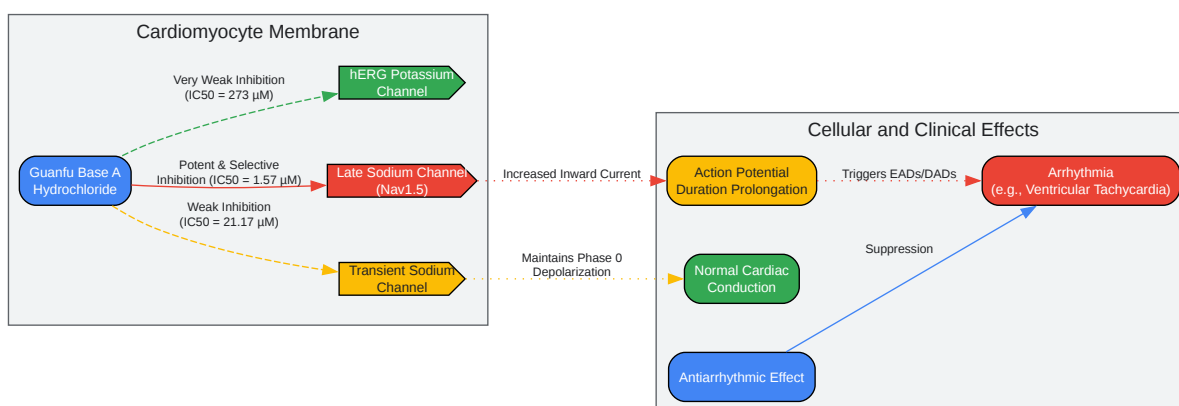 Cardiomyocyte Membrane
Very Weak Inhibition
(IC50 = 273 µM)
hERG Potassium
Channel
Guanfu Base A
Hydrochloride
Potent & Selective
Inhibition (IC50 = 1.57 µM)
Late Sodium Channel
(Nav1.5)
Weak Inhibition
(IC50 = 21.17 µM)
Transient Sodium
Channel
Increased Inward Current
Maintains Phase 0
Depolarization
Cellular and Clinical Effects
Action Potential
Duration Prolongation
Triggers EADs/DADs
Arrhythmia
(e.g., Ventricular Tachycardia)
Suppression
Normal Cardiac
Conduction
Antiarrhythmic Effect